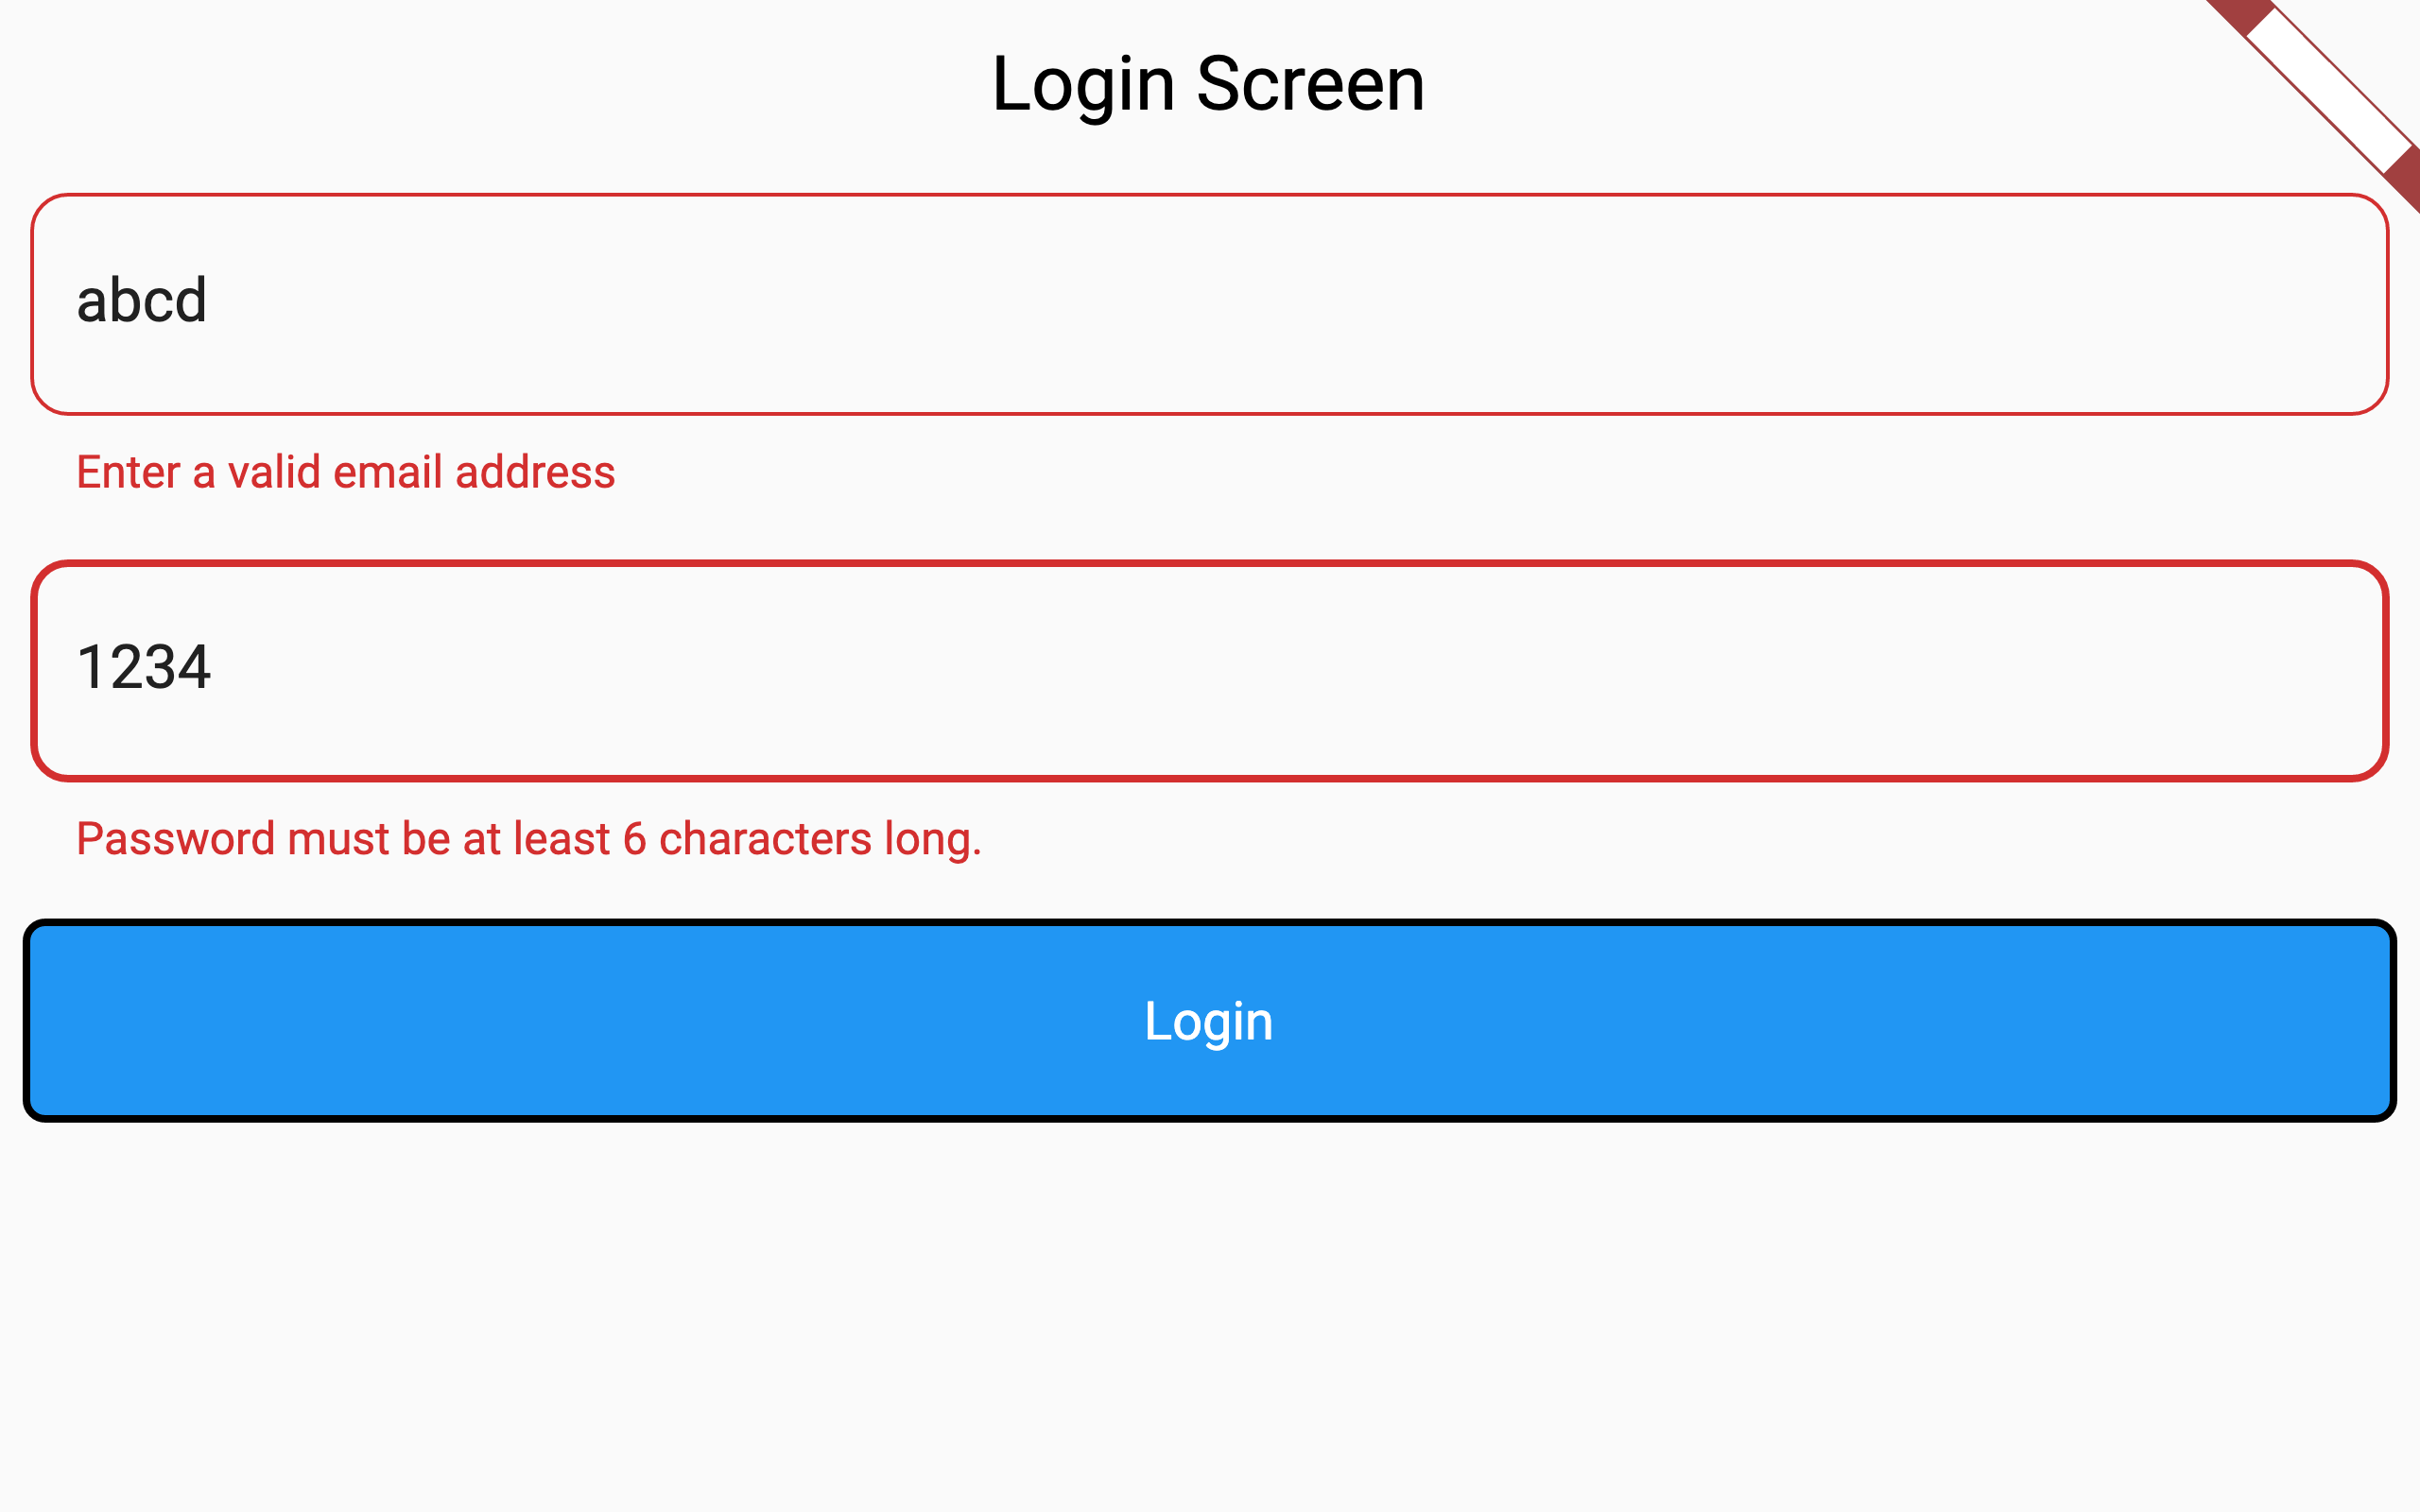 Login Screen
abcd
Enter a valid email address
1234
Password must be at least 6 characters long.
Login